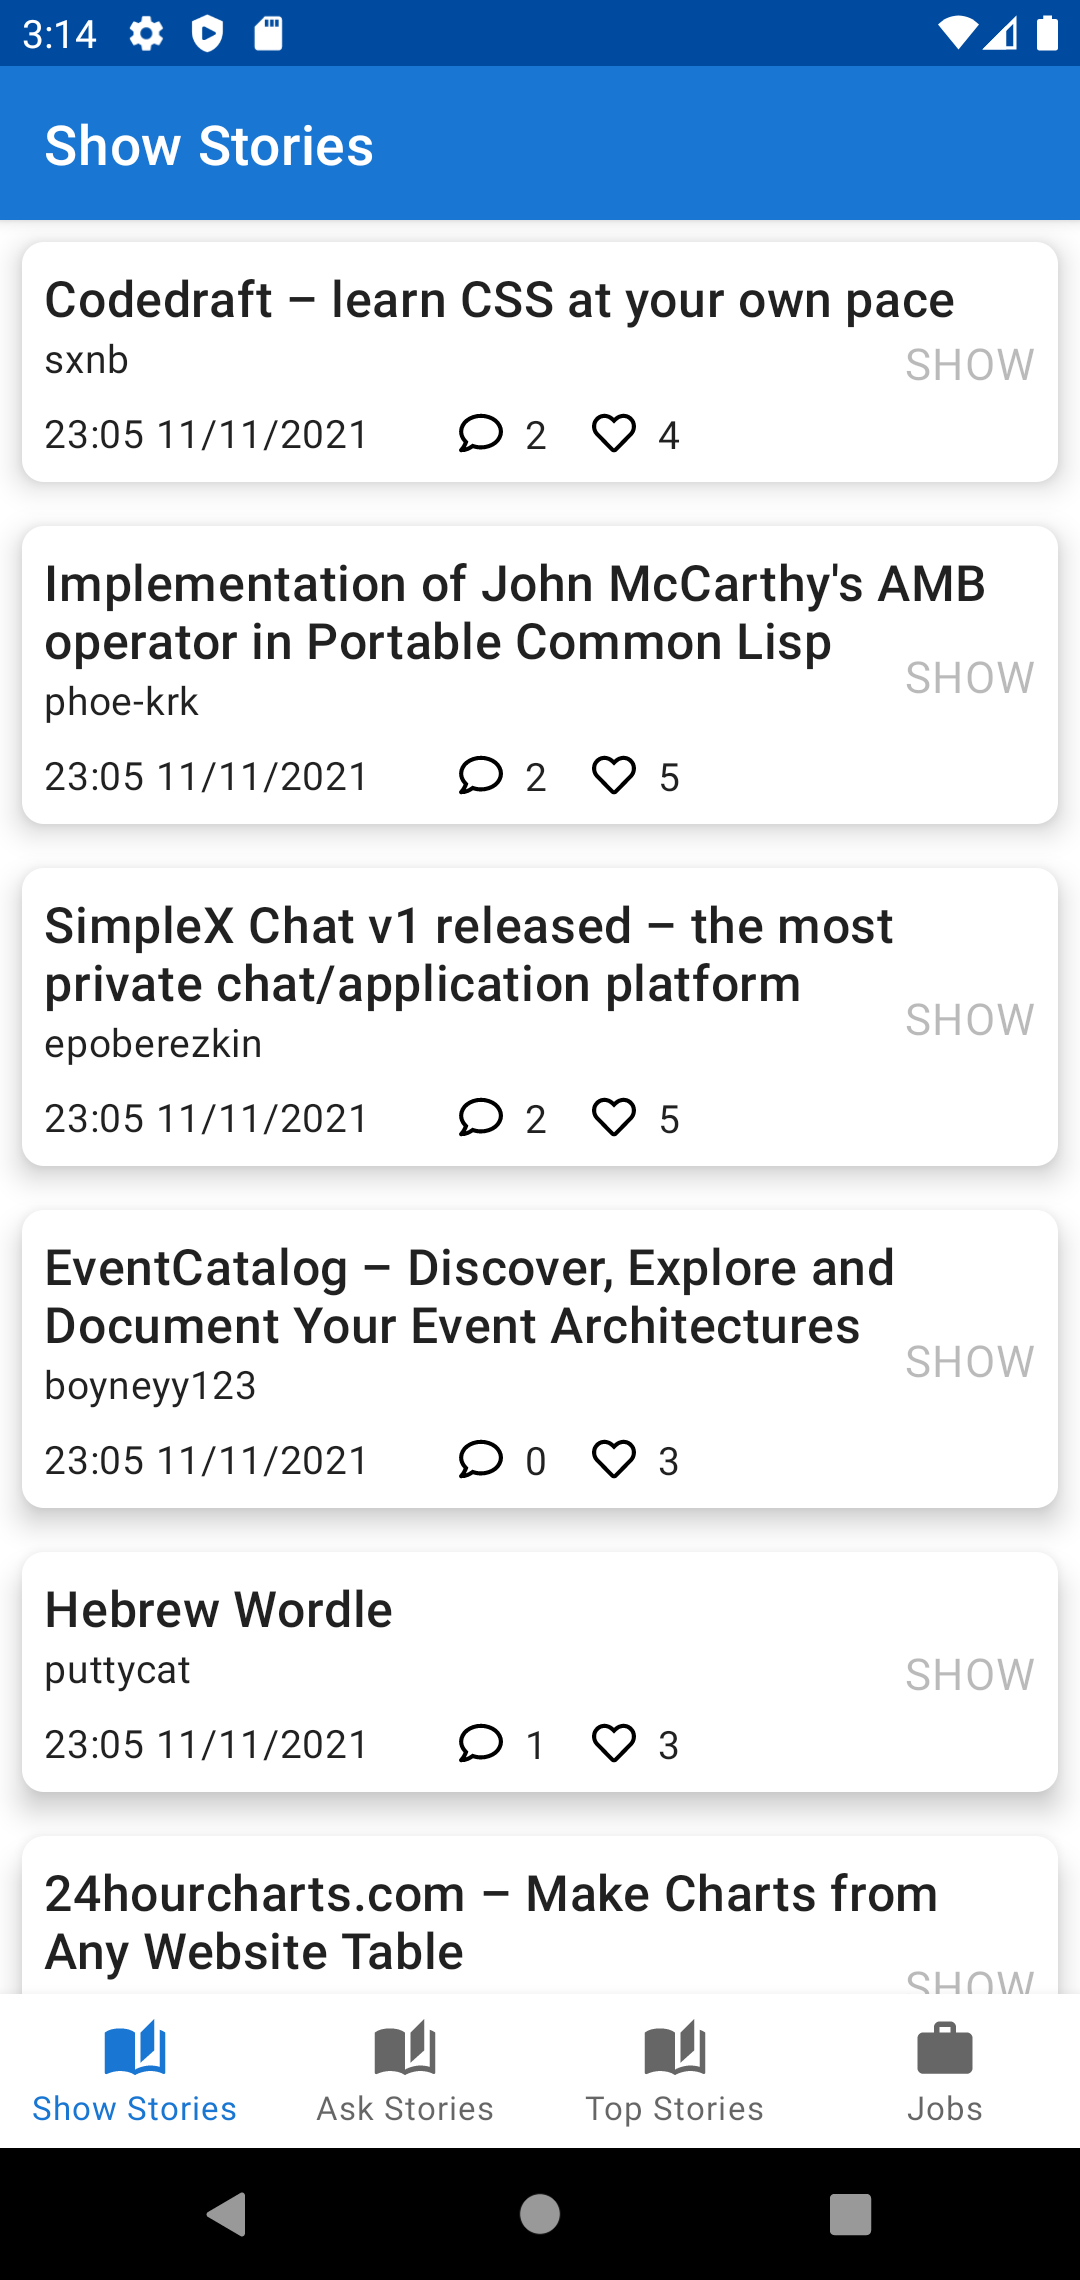 3:14
Show Stories
Codedraft – learn CSS at your own pace
sxnb
SHOW
23:05 11/11/2021 2 4
Implementation of John McCarthy's AMB
operator in Portable Common Lisp
phoe-krk
SHOW
23:05 11/11/2021 2 5
SimpleX Chat v1 released – the most
private chat/application platform
epoberezkin
SHOW
23:05 11/11/2021 2 5
EventCatalog – Discover, Explore and
Document Your Event Architectures
boyneyy123
SHOW
23:05 11/11/2021 0 3
Hebrew Wordle
puttycat
SHOW
23:05 11/11/2021 1 3
24hourcharts.com – Make Charts from
Any Website Table
SHOW
Show Stories Ask Stories Top Stories Jobs